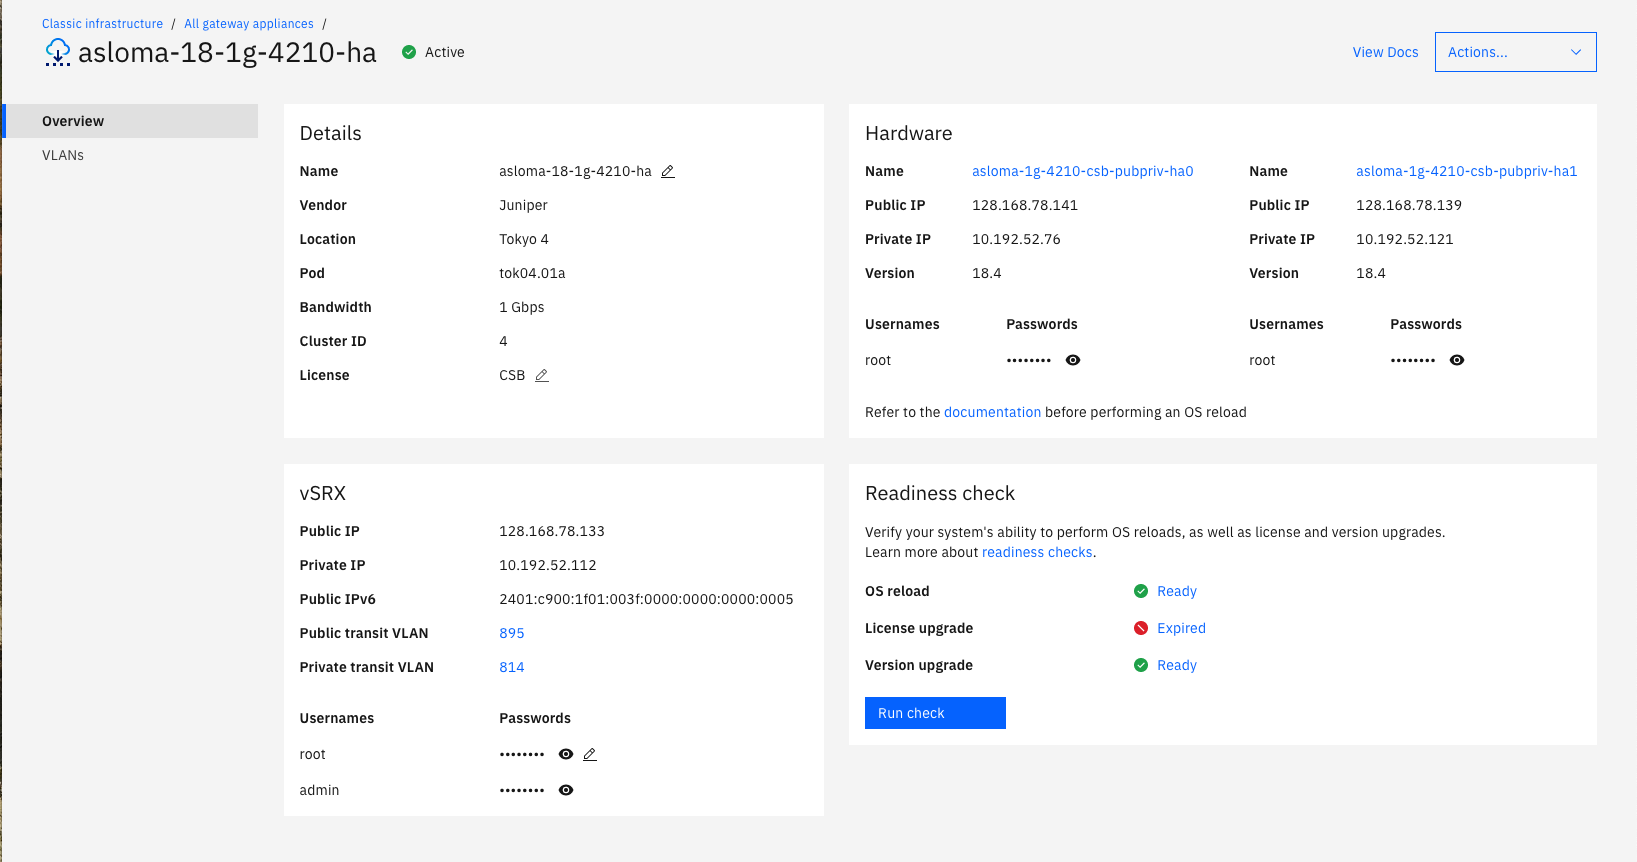 Classic infrastructure / All gateway appliances /
asloma-18-1g-4210-ha Active
View Docs Actions...
Overview
VLANs
Details
Name asloma-18-1g-4210-ha
Vendor Juniper
Location Tokyo 4
Pod tok04.01a
Bandwidth 1 Gbps
Cluster ID 4
License CSB
Hardware
Name asloma-1g-4210-csb-pubpriv-ha0 Name asloma-1g-4210-csb-pubpriv-ha1
Public IP 128.168.78.141 Public IP 128.168.78.139
Private IP 10.192.52.76 Private IP 10.192.52.121
Version 18.4 Version 18.4
Usernames Passwords Usernames Passwords
root •••••••• root ••••••••
Refer to the documentation before performing an OS reload
vSRX
Public IP 128.168.78.133
Private IP 10.192.52.112
Public IPv6 2401:c900:1f01:003f:0000:0000:0000:0005
Public transit VLAN 895
Private transit VLAN 814
Usernames Passwords
root ••••••••
admin ••••••••
Readiness check
Verify your system's ability to perform OS reloads, as well as license and version upgrades.
Learn more about readiness checks.
OS reload Ready
License upgrade Expired
Version upgrade Ready
Run check